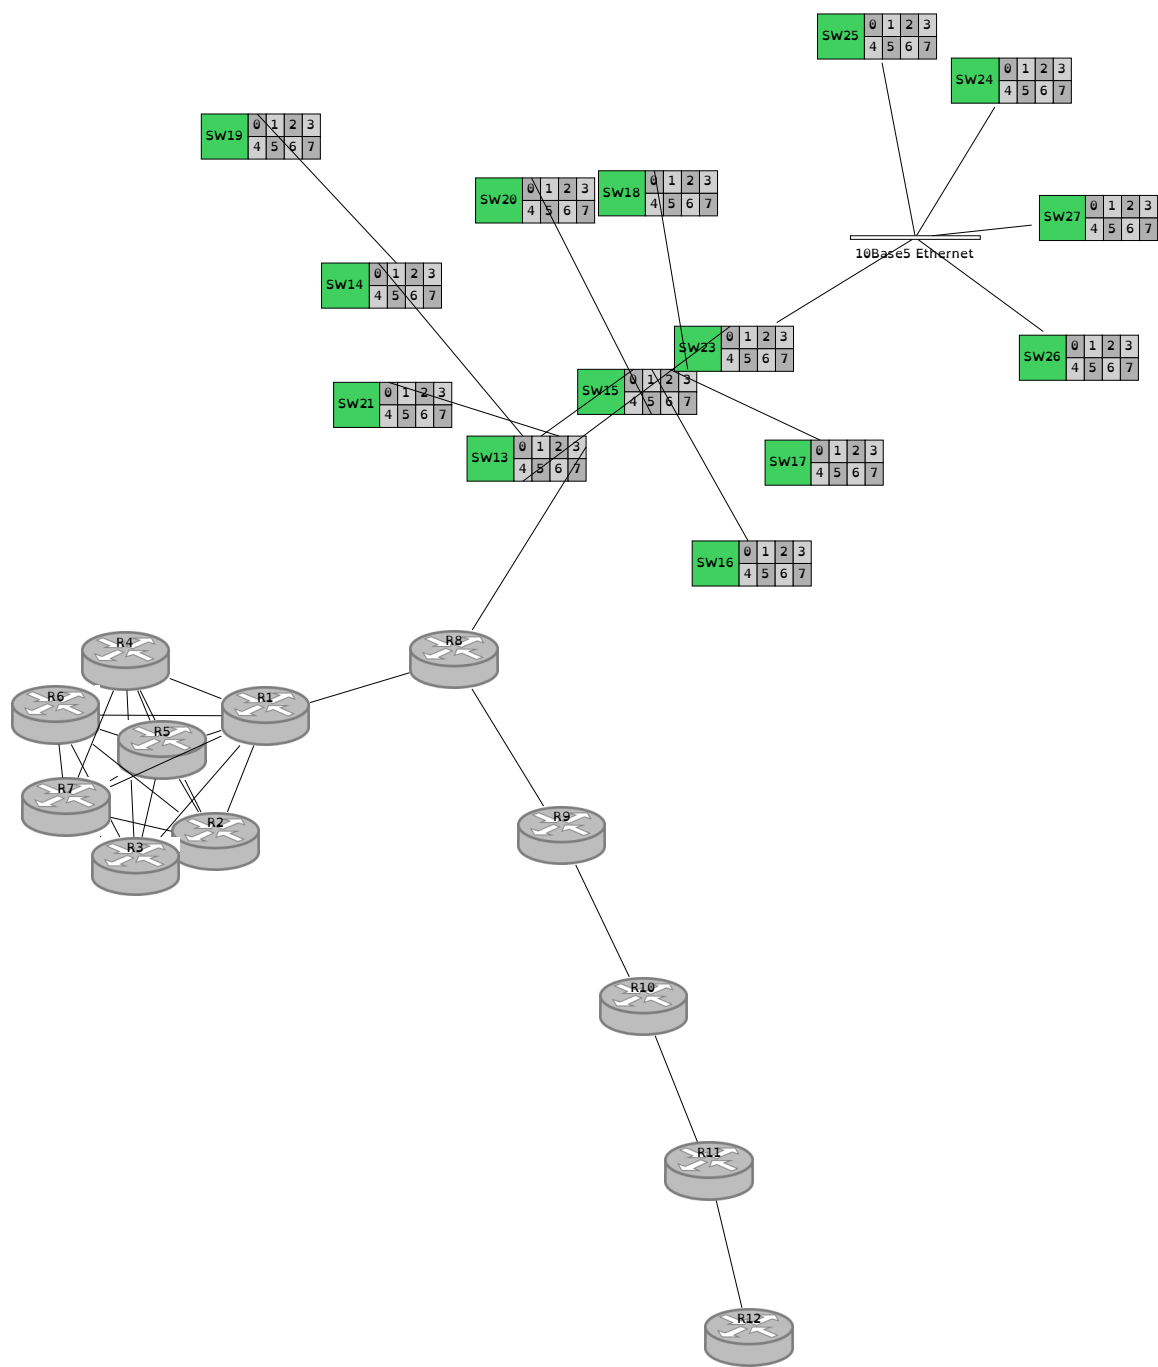 SW25 0 1 2 3
4 5 6 7
SW24 0 1 2 3
4 5 6 7
SW19 0 1 2 3
4 5 6 7
SW20 0 1 2 3
4 5 6 7
SW18 0 1 2 3
4 5 6 7
SW27 0 1 2 3
4 5 6 7
10Base5 Ethernet
SW14 0 1 2 3
4 5 6 7
SW23 0 1 2 3
4 5 6 7
SW26 0 1 2 3
4 5 6 7
SW15 0 1 2 3
4 5 6 7
SW21 0 1 2 3
4 5 6 7
SW13 0 1 2 3
4 5 6 7
SW17 0 1 2 3
4 5 6 7
SW16 0 1 2 3
4 5 6 7
R4
R8
R6
R1
R5
R7
R2
R3
R9
R10
R11
R12